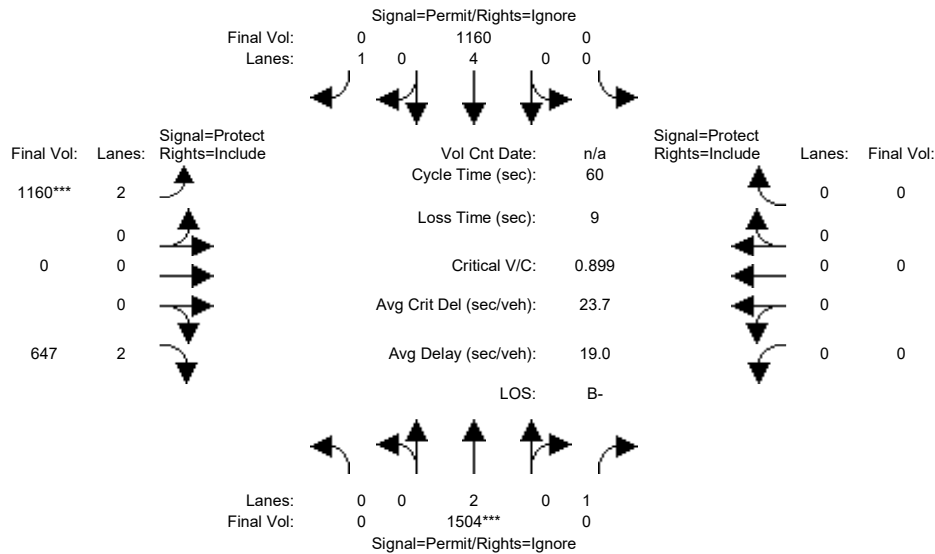 Signal=Permit/Rights=Ignore
Final Vol: 0 1160 0
Lanes: 1 0 4 0 0
Signal=Protect Signal=Protect
Final Vol: Lanes: Rights=Include Vol Cnt Date: n/a Rights=Include Lanes: Final Vol:
Cycle Time (sec): 60
1160*** 2 0 0
Loss Time (sec): 9
0 0
0 0 Critical V/C: 0.899 0 0
0 Avg Crit Del (sec/veh): 23.7 0
647 2 Avg Delay (sec/veh): 19.0 0 0
LOS: B-
Lanes: 0 0 2 0 1
Final Vol: 0 1504*** 0
Signal=Permit/Rights=Ignore